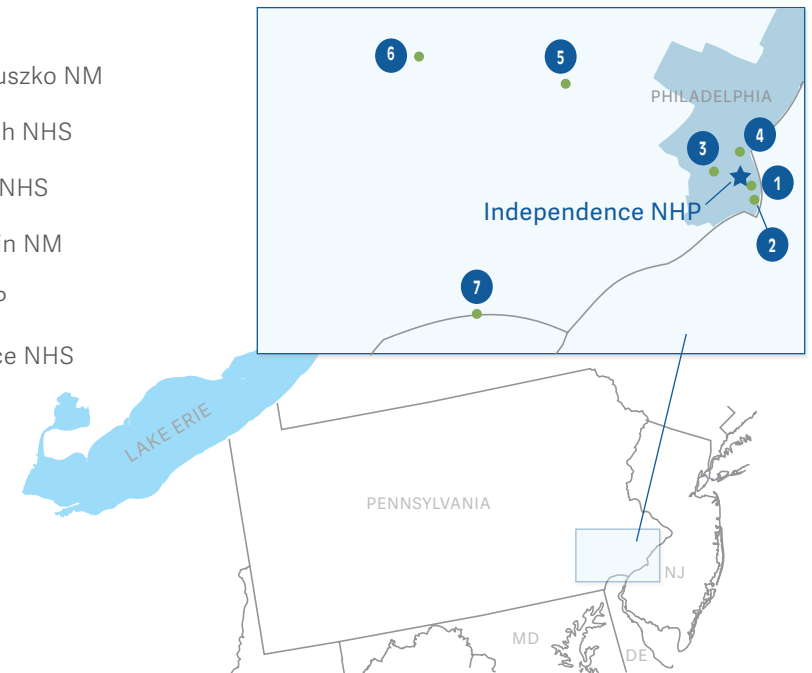 uszko NM
h NHS
NHS
in NM
P
ce NHS
6
5
PHILADELPHIA
4
3
1
Independence NHP
2
7
LAKE ERIE
PENNSYLVANIA
NJ
MD
DE